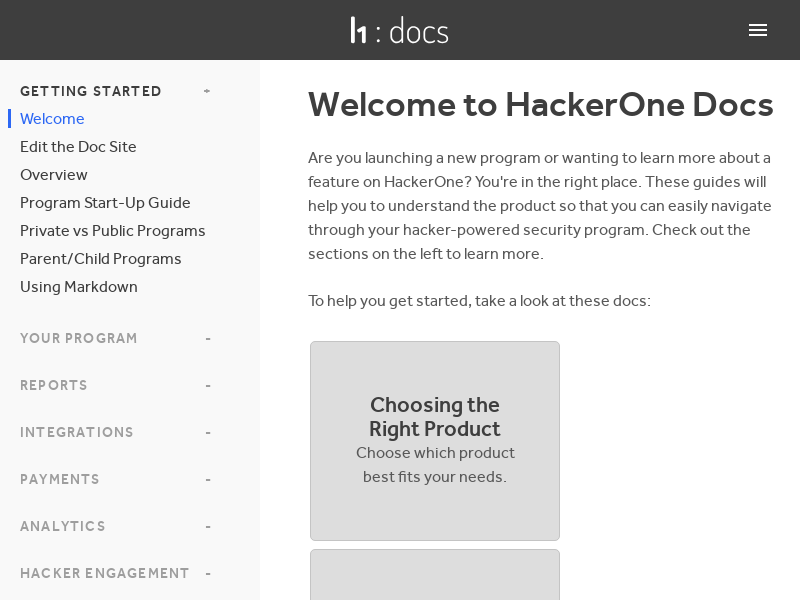 h1 : docs
GETTING STARTED
Welcome
Edit the Doc Site
Overview
Program Start-Up Guide
Private vs Public Programs
Parent/Child Programs
Using Markdown
YOUR PROGRAM -
REPORTS -
INTEGRATIONS -
PAYMENTS -
ANALYTICS -
HACKER ENGAGEMENT -
Welcome to HackerOne Docs
Are you launching a new program or wanting to learn more about a
feature on HackerOne? You're in the right place. These guides will
help you to understand the product so that you can easily navigate
through your hacker-powered security program. Check out the
sections on the left to learn more.
To help you get started, take a look at these docs:
Choosing the
Right Product
Choose which product
best fits your needs.